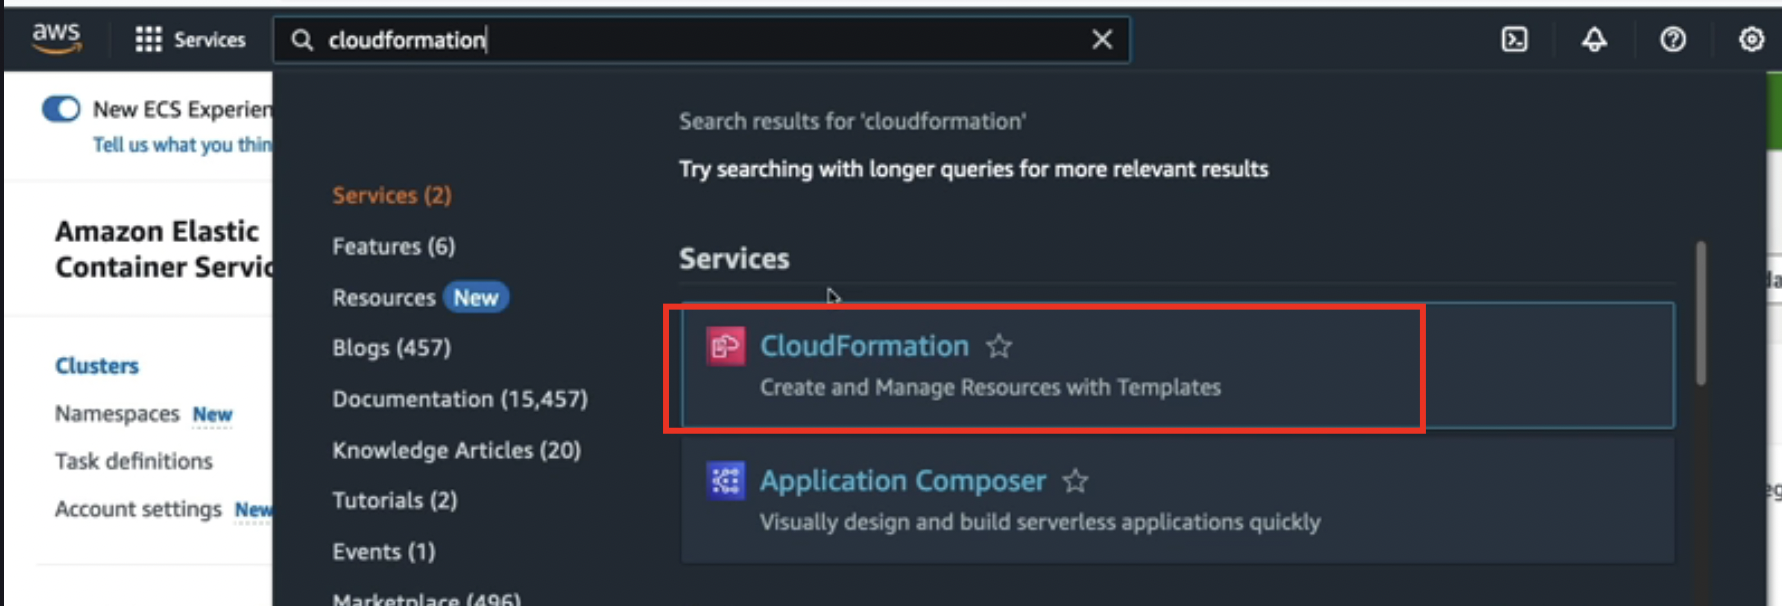 aws
Services
cloudformation
New ECS Experien
Tell us what you thin
Amazon Elastic
Container Servic
Clusters
Namespaces New
Task definitions
Account settings New
Services (2)
Features (6)
Resources New
Blogs (457)
Documentation (15,457)
Knowledge Articles (20)
Tutorials (2)
Events (1)
Marketplace (496)
Search results for 'cloudformation'
Try searching with longer queries for more relevant results
Services
CloudFormation
Create and Manage Resources with Templates
Application Composer
Visually design and build serverless applications quickly